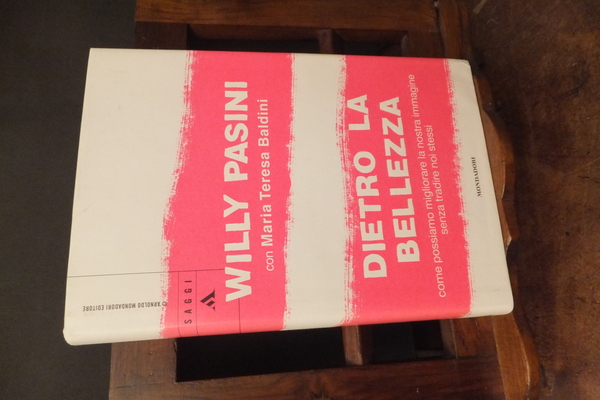 ARNOLDO MONDADORI EDITORE
SAGGI
WILLY PASINI
con Maria Teresa Baldini
DIETRO LA
BELLEZZA
come possiamo migliorare la nostra immagine
senza tradire noi stessi
MONDADORI